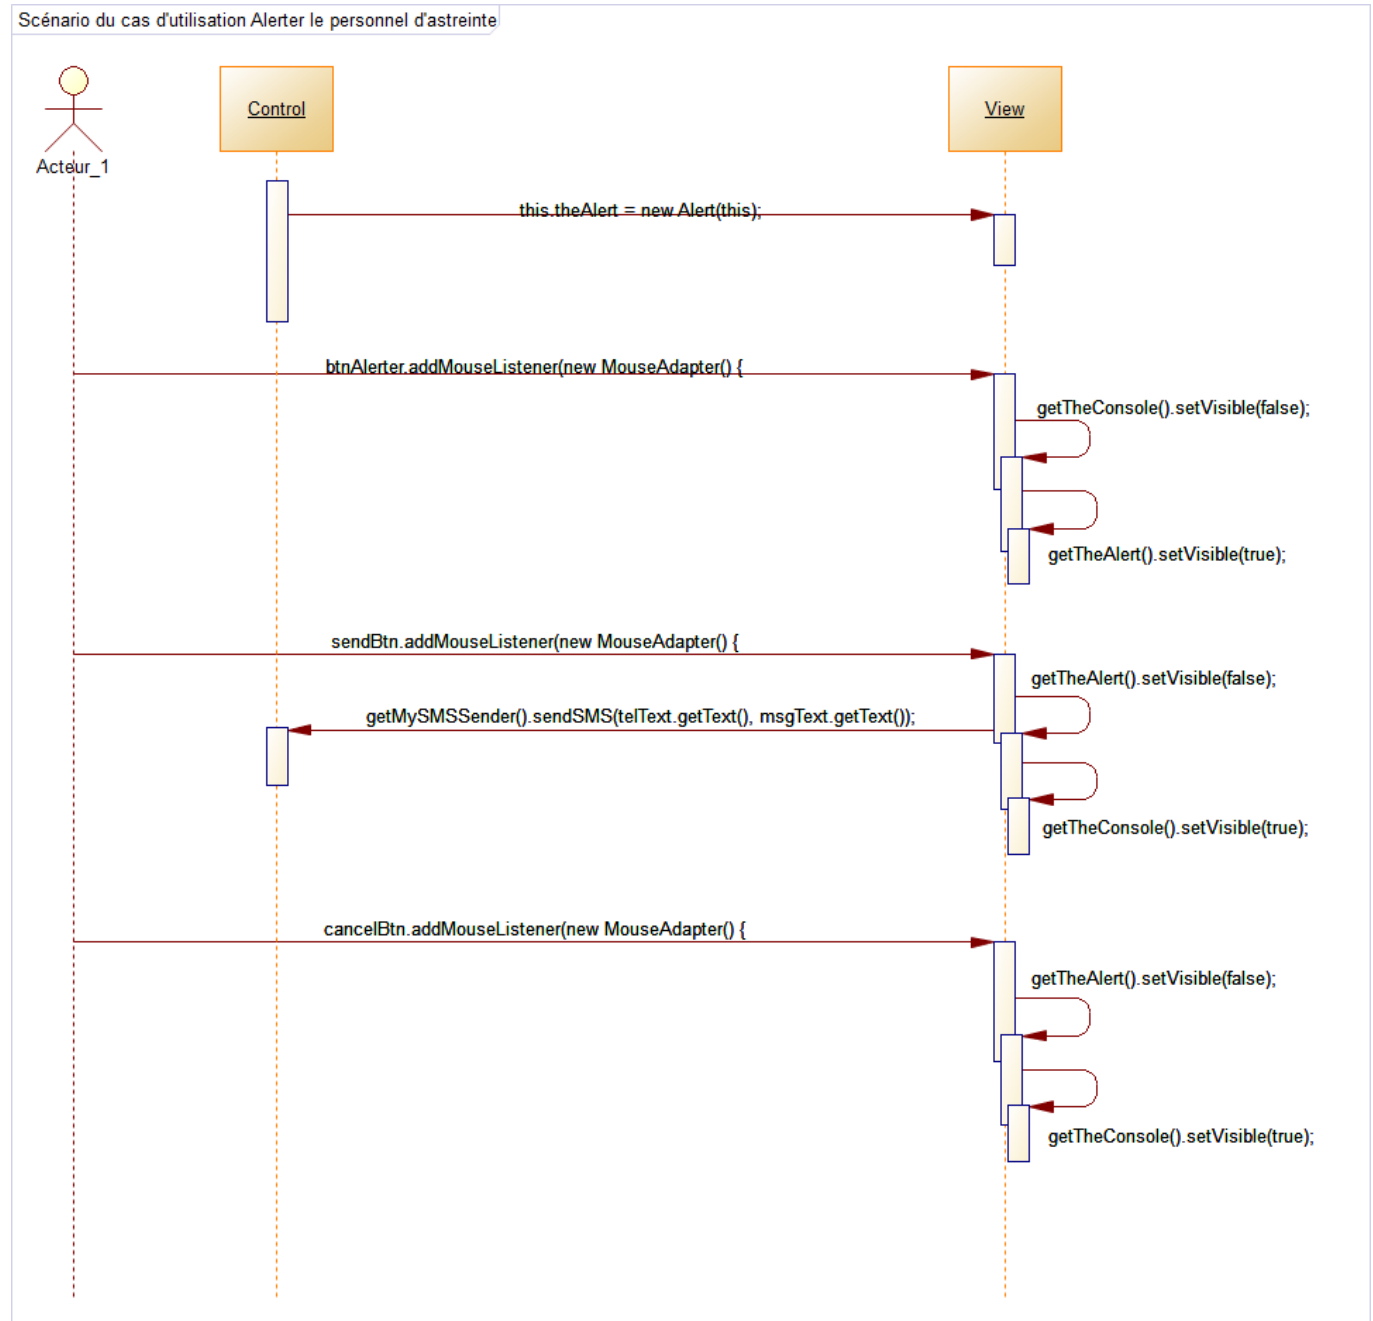 Scénario du cas d'utilisation Alerter le personnel d'astreinte
Control
View
Acteur_1
this.theAlert = new Alert(this);
btnAlerter.addMouseListener(new MouseAdapter() {
getTheConsole().setVisible(false);
getTheAlert().setVisible(true);
sendBtn.addMouseListener(new MouseAdapter() {
getTheAlert().setVisible(false);
getMySMSSender().sendSMS(telText.getText(), msgText.getText());
getTheConsole().setVisible(true);
cancelBtn.addMouseListener(new MouseAdapter() {
getTheAlert().setVisible(false);
getTheConsole().setVisible(true);